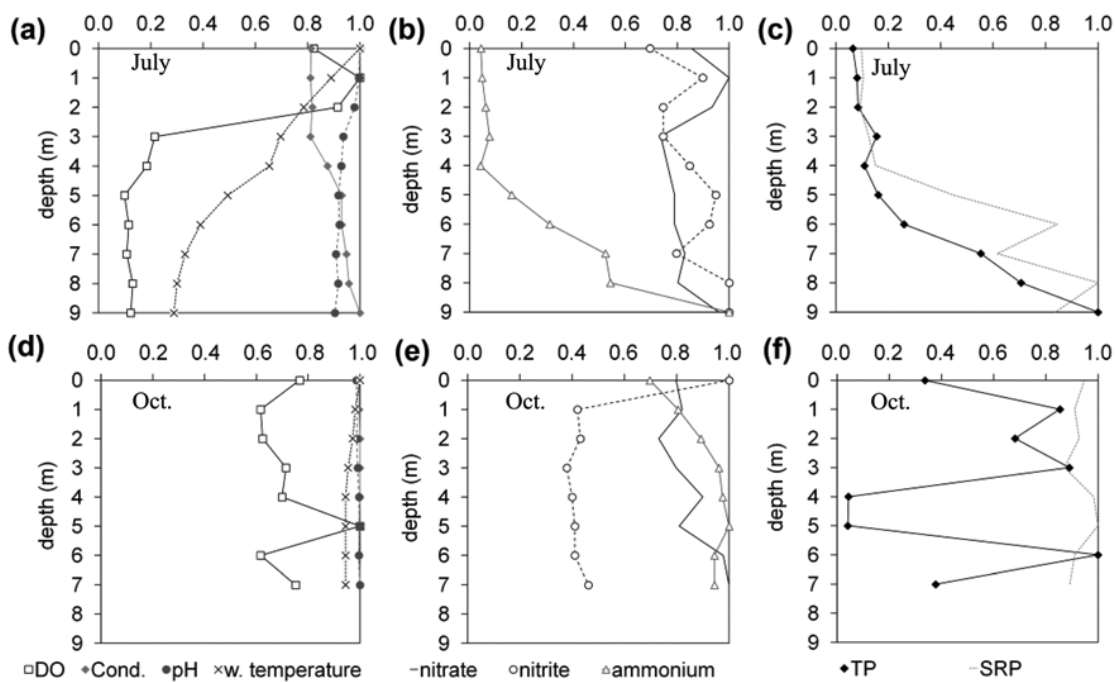 (a) 0.0 0.2 0.4 0.6 0.8 1.0
(b) 0.0 0.2 0.4 0.6 0.8 1.0
(c) 0.0 0.2 0.4 0.6 0.8 1.0
depth (m)
0
1
2
3
4
5
6
7
8
9
July
depth (m)
0
1
2
3
4
5
6
7
8
9
July
depth (m)
0
1
2
3
4
5
6
7
8
9
July
(d) 0.0 0.2 0.4 0.6 0.8 1.0
(e) 0.0 0.2 0.4 0.6 0.8 1.0
(f) 0.0 0.2 0.4 0.6 0.8 1.0
depth (m)
0
1
2
3
4
5
6
7
8
9
Oct.
depth (m)
0
1
2
3
4
5
6
7
8
9
Oct.
depth (m)
0
1
2
3
4
5
6
7
8
9
Oct.
DO Cond. pH w. temperature
nitrate nitrite ammonium
TP SRP